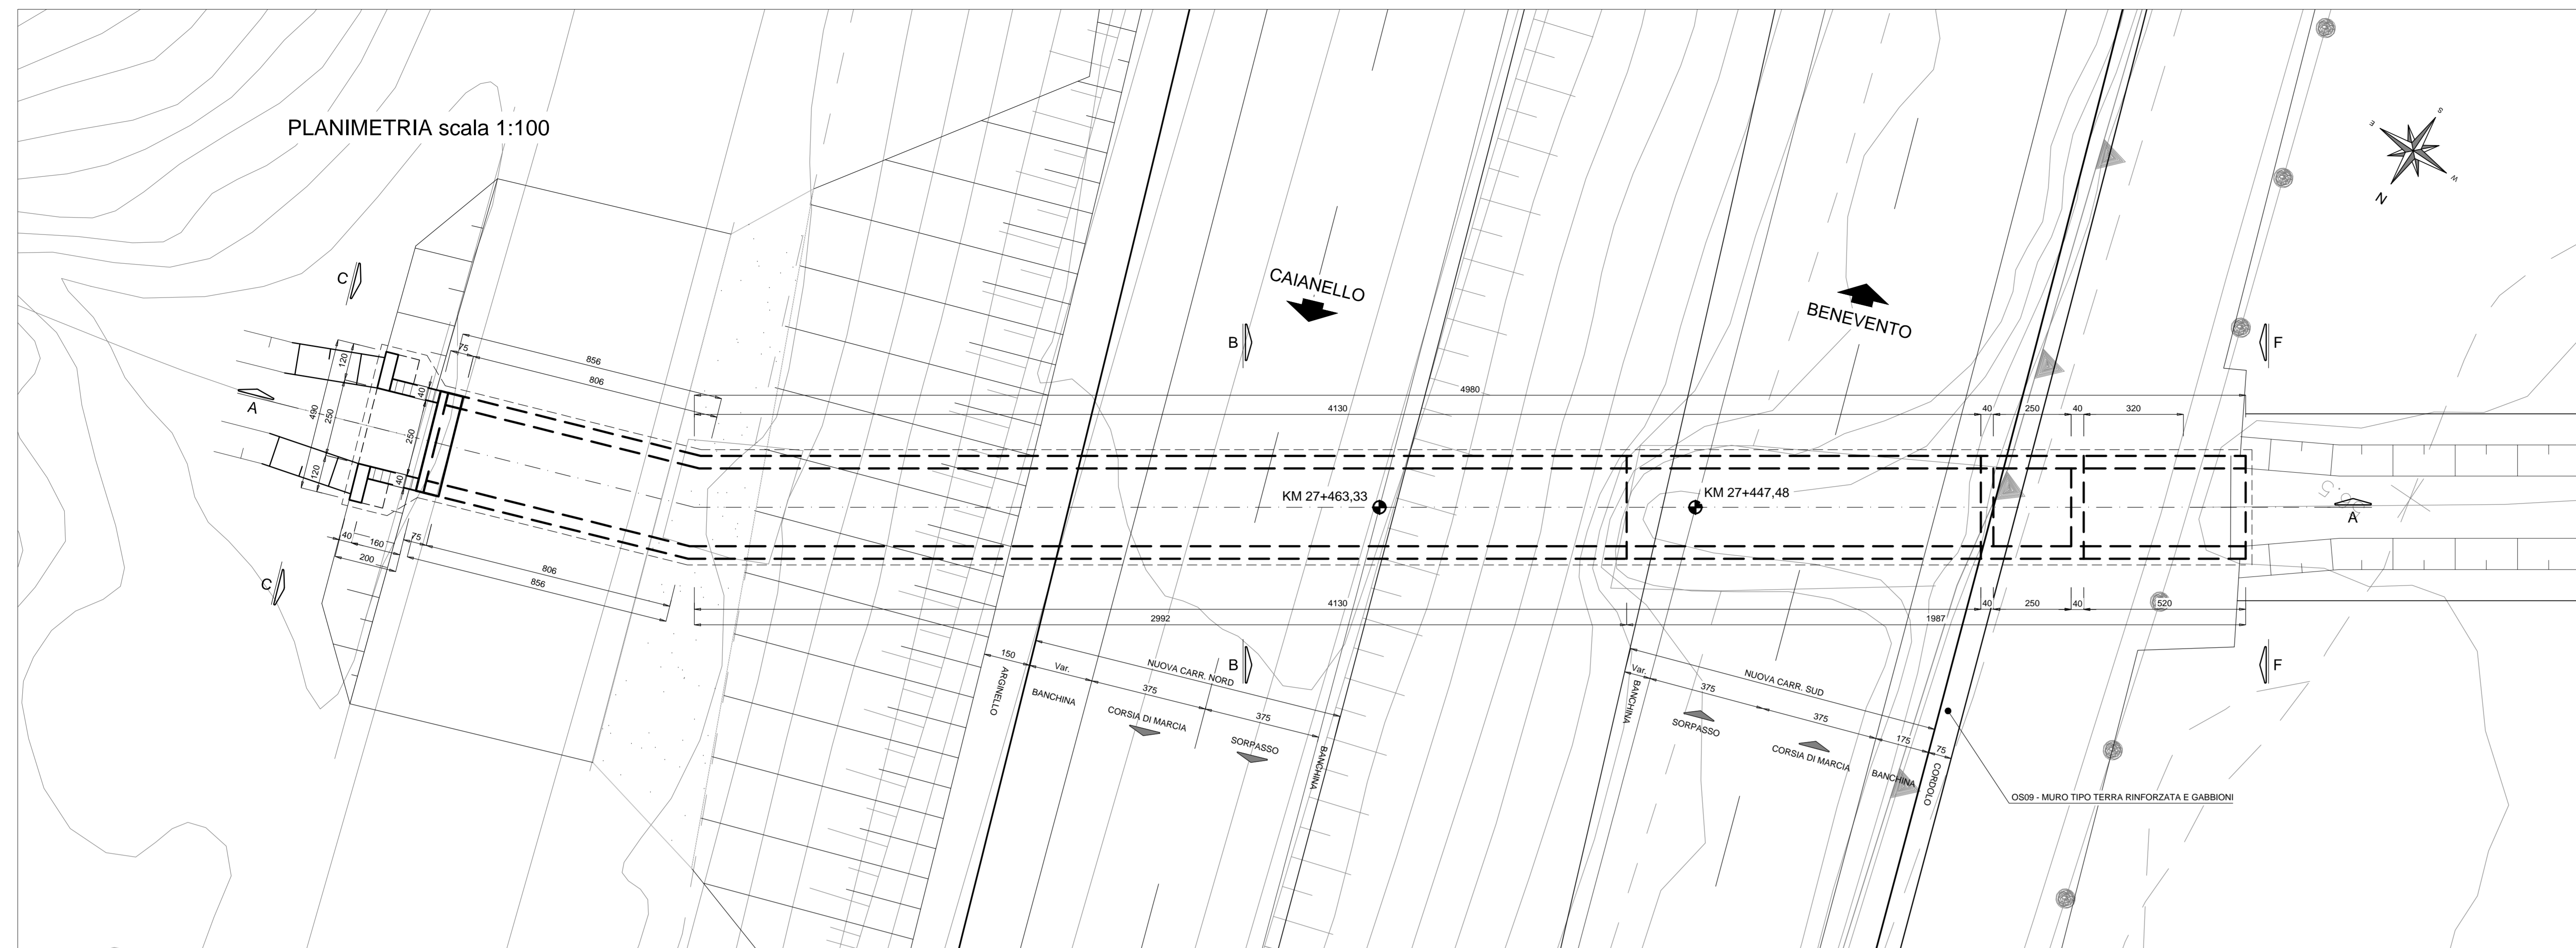 PLANIMETRIA scala 1:100
S
E
W
N
C
CAIANELLO
BENEVENTO
B
F
75
856
806
120
490
250
40
250
120
40
A
4980
4130
40
250
40
320
KM 27+463,33
KM 27+447,48
A
40
160
200
75
806
856
C
4130
40
250
40
520
2992
1987
B
F
150
Var.
NUOVA CARR. NORD
375
375
ARGINELLO
BANCHINA
CORSIA DI MARCIA
SORPASSO
BANCHINA
Var.
NUOVA CARR. SUD
375
375
175
75
BANCHINA
SORPASSO
CORSIA DI MARCIA
BANCHINA
CORDOLO
OS09 - MURO TIPO TERRA RINFORZATA E GABBIONI